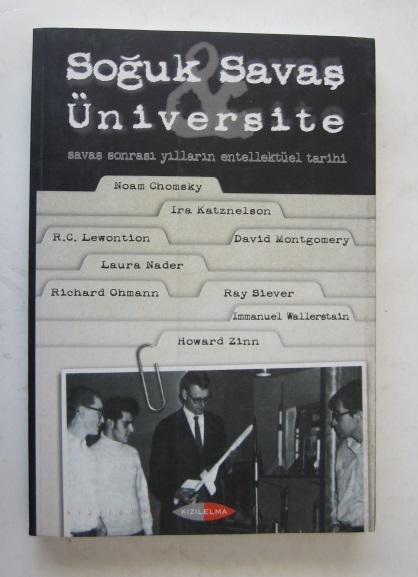 Soğuk Savaş
&
Üniversite
savaş sonrası yılların entellektüel tarihi
Noam Chomsky
Ira Katznelson
R.C. Lewontion
David Montgomery
Laura Nader
Richard Ohmann
Ray Siever
Immanuel Wallerstain
Howard Zinn
KIZILELMA